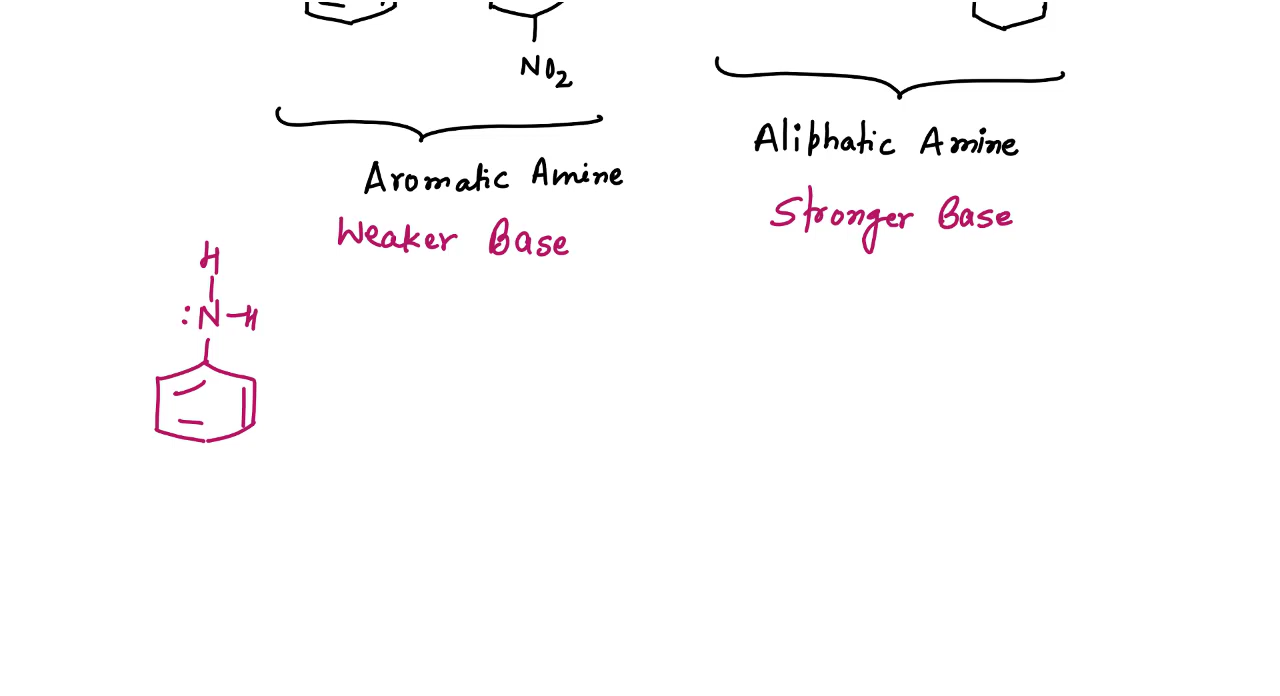 NO2
Aliphatic Amine
Aromatic Amine
Stronger Base
Weaker Base
H
:N-H